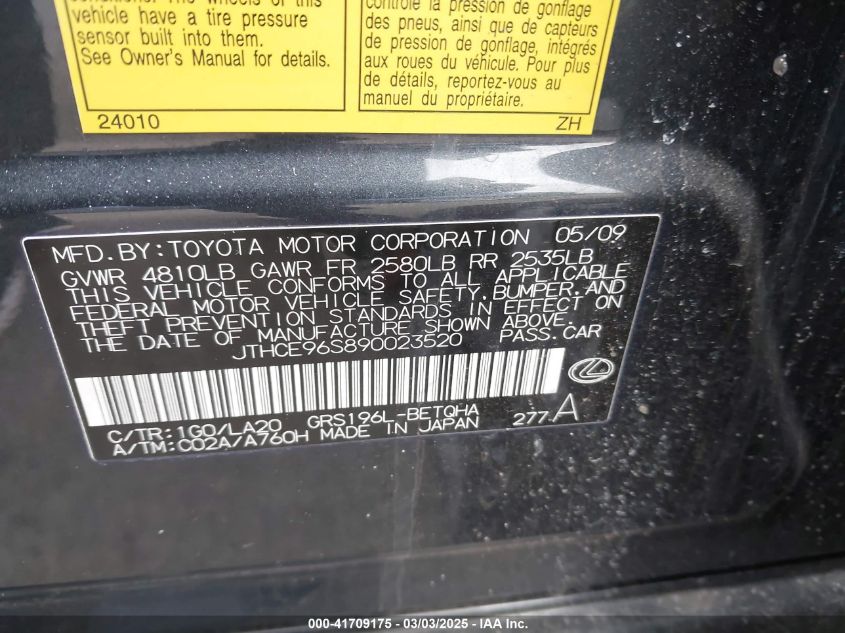 conditions. The wheels of this
vehicle have a tire pressure
sensor built into them.
See Owner's Manual for details.
contrôle la pression de gonflage
des pneus, ainsi que de capteurs
de pression de gonflage, intégrés
aux roues du véhicule. Pour plus
de détails, reportez-vous au
manuel du propriétaire.
24010
ZH
MFD.BY:TOYOTA MOTOR CORPORATION 05/09
GVWR 4810LB GAWR FR 2580LB RR 2535LB
THIS VEHICLE CONFORMS TO ALL APPLICABLE
FEDERAL MOTOR VEHICLE SAFETY,BUMPER,AND
THEFT PREVENTION STANDARDS IN EFFECT ON
THE DATE OF MANUFACTURE SHOWN ABOVE.
JTHCE96S890023520 PASS.CAR
C/TR:1G0/LA20 GRS196L-BETQHA
A/TM:C02A/A760H MADE IN JAPAN 277.A
000-41709175 - 03/03/2025 - IAA Inc.